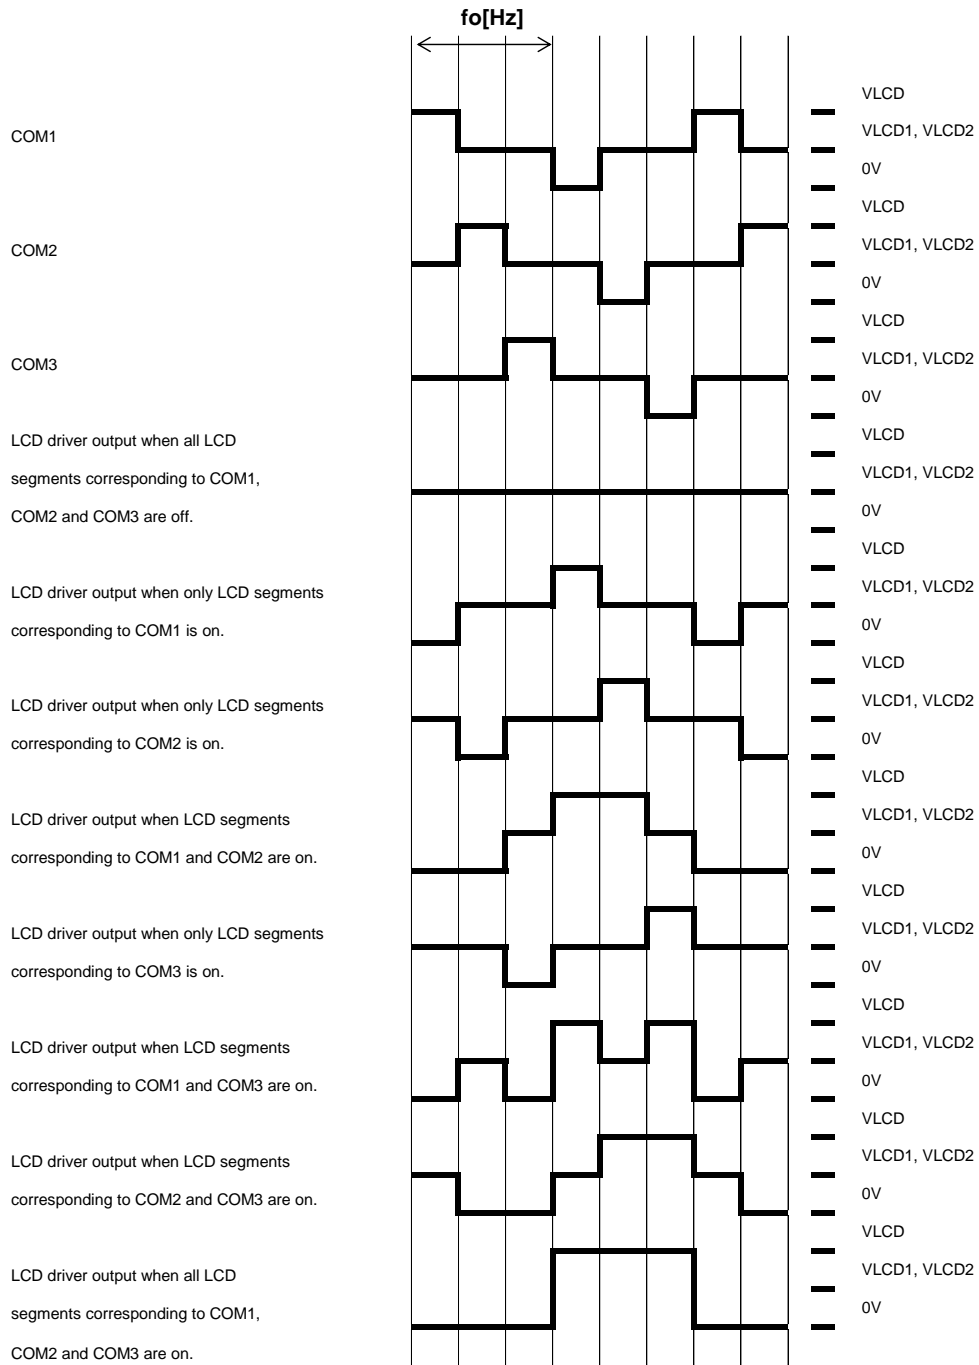 fo[Hz]
VLCD
COM1
VLCD1, VLCD2
0V
VLCD
COM2
VLCD1, VLCD2
0V
VLCD
COM3
VLCD1, VLCD2
0V
LCD driver output when all LCD
VLCD
segments corresponding to COM1,
VLCD1, VLCD2
COM2 and COM3 are off.
0V
VLCD
LCD driver output when only LCD segments
VLCD1, VLCD2
corresponding to COM1 is on.
0V
VLCD
LCD driver output when only LCD segments
VLCD1, VLCD2
corresponding to COM2 is on.
0V
VLCD
LCD driver output when LCD segments
VLCD1, VLCD2
corresponding to COM1 and COM2 are on.
0V
VLCD
LCD driver output when only LCD segments
VLCD1, VLCD2
corresponding to COM3 is on.
0V
VLCD
LCD driver output when LCD segments
VLCD1, VLCD2
corresponding to COM1 and COM3 are on.
0V
VLCD
LCD driver output when LCD segments
VLCD1, VLCD2
corresponding to COM2 and COM3 are on.
0V
VLCD
LCD driver output when all LCD
VLCD1, VLCD2
segments corresponding to COM1,
0V
COM2 and COM3 are on.